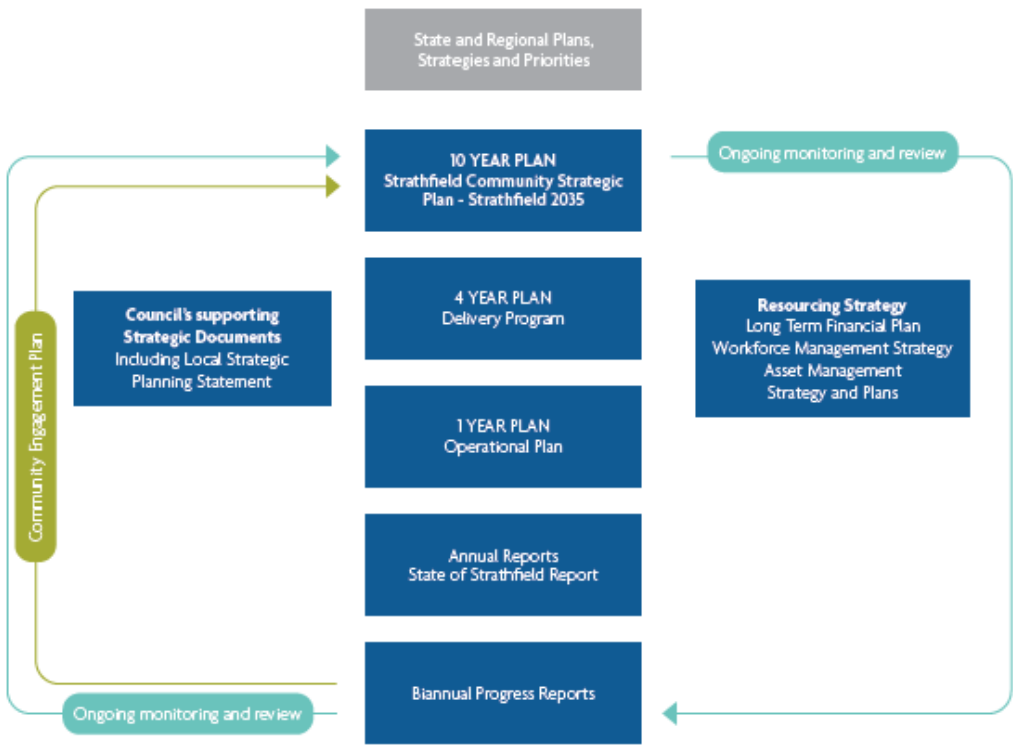 State and Regional Plans,
Strategies and Priorities
10 YEAR PLAN
Strathfield Community Strategic
Plan - Strathfield 2035
Ongoing monitoring and review
4 YEAR PLAN
Delivery Program
Council's supporting
Strategic Documents
Including Local Strategic
Planning Statement
Resourcing Strategy
Long Term Financial Plan
Workforce Management Strategy
Asset Management
Strategy and Plans
Community Engagement Plan
1 YEAR PLAN
Operational Plan
Annual Reports
State of Strathfield Report
Biannual Progress Reports
Ongoing monitoring and review